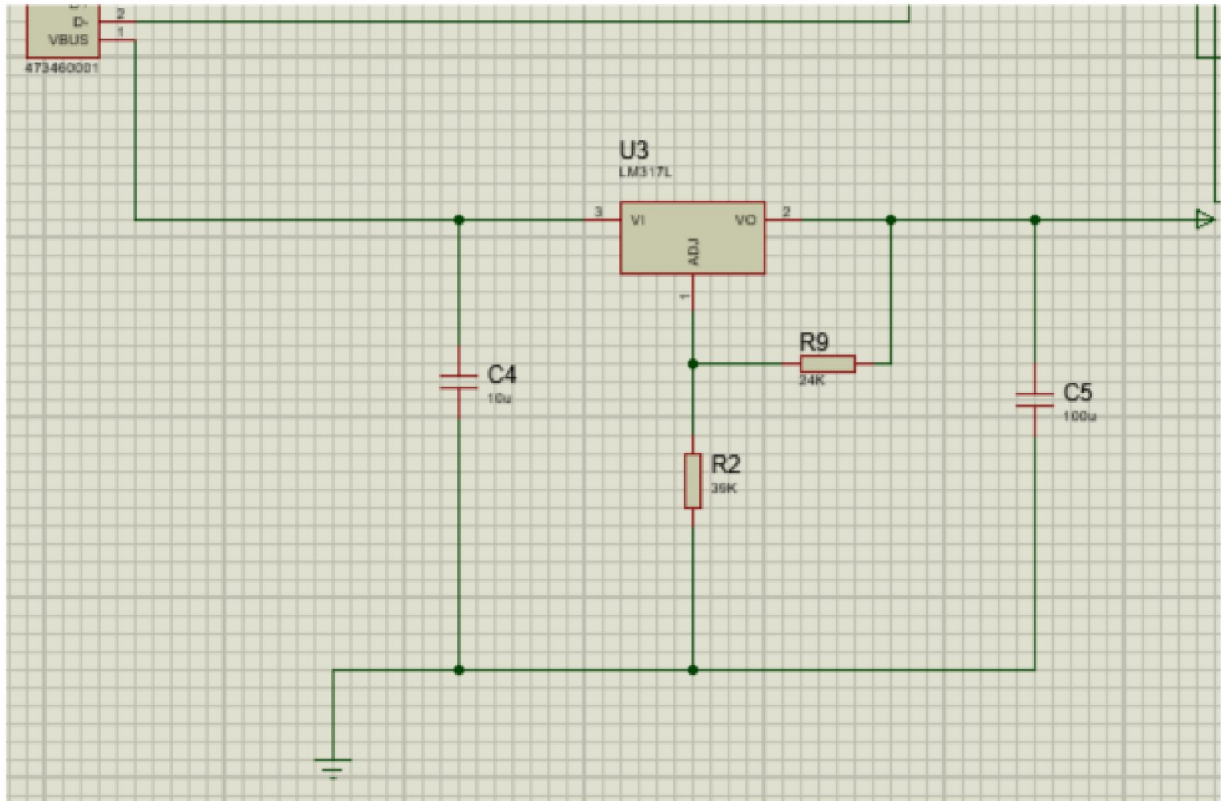 D-
2
VBUS
1
473460001
U3
LM317L
3
VI
VO
2
ADJ
1
R9
24K
C4
10u
C5
100u
R2
39K